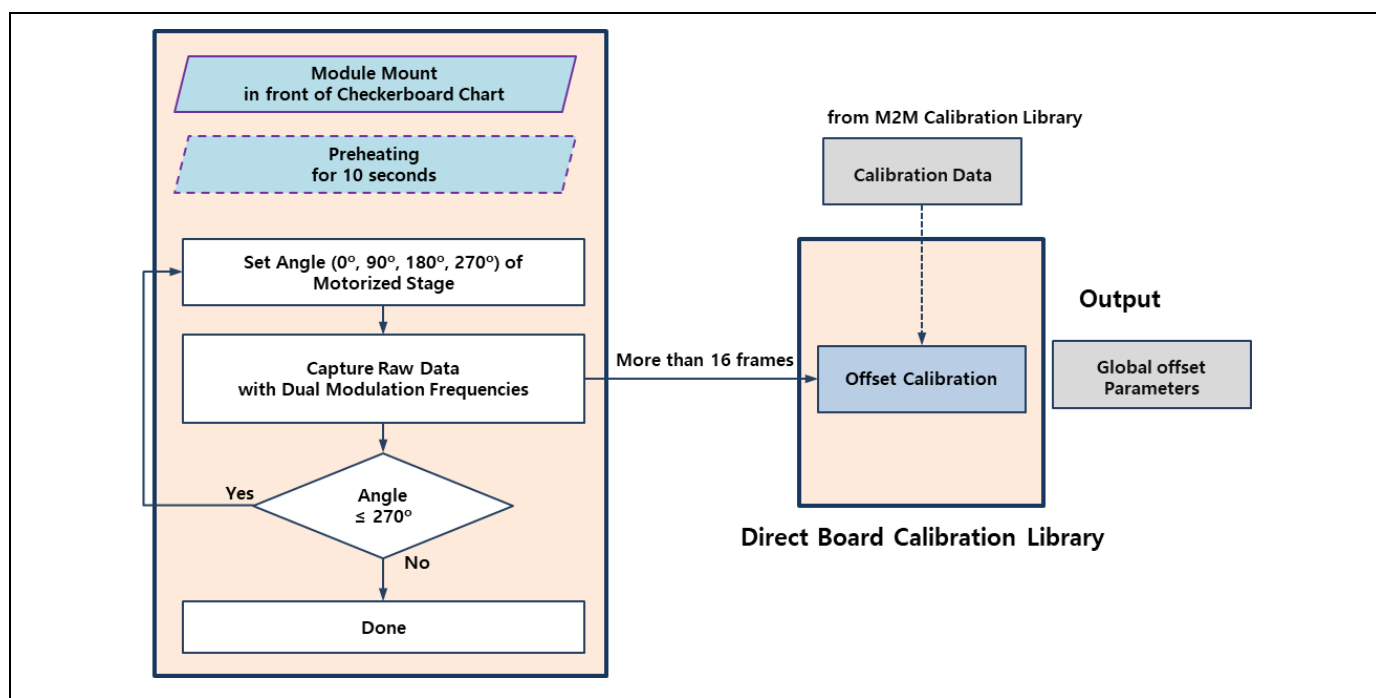 Module Mount
in front of Checkerboard Chart
Preheating
for 10 seconds
Set Angle (0º, 90º, 180º, 270º) of
Motorized Stage
Capture Raw Data
with Dual Modulation Frequencies
Angle
≤ 270º
Yes
No
Done
More than 16 frames
from M2M Calibration Library
Calibration Data
Offset Calibration
Direct Board Calibration Library
Output
Global offset
Parameters